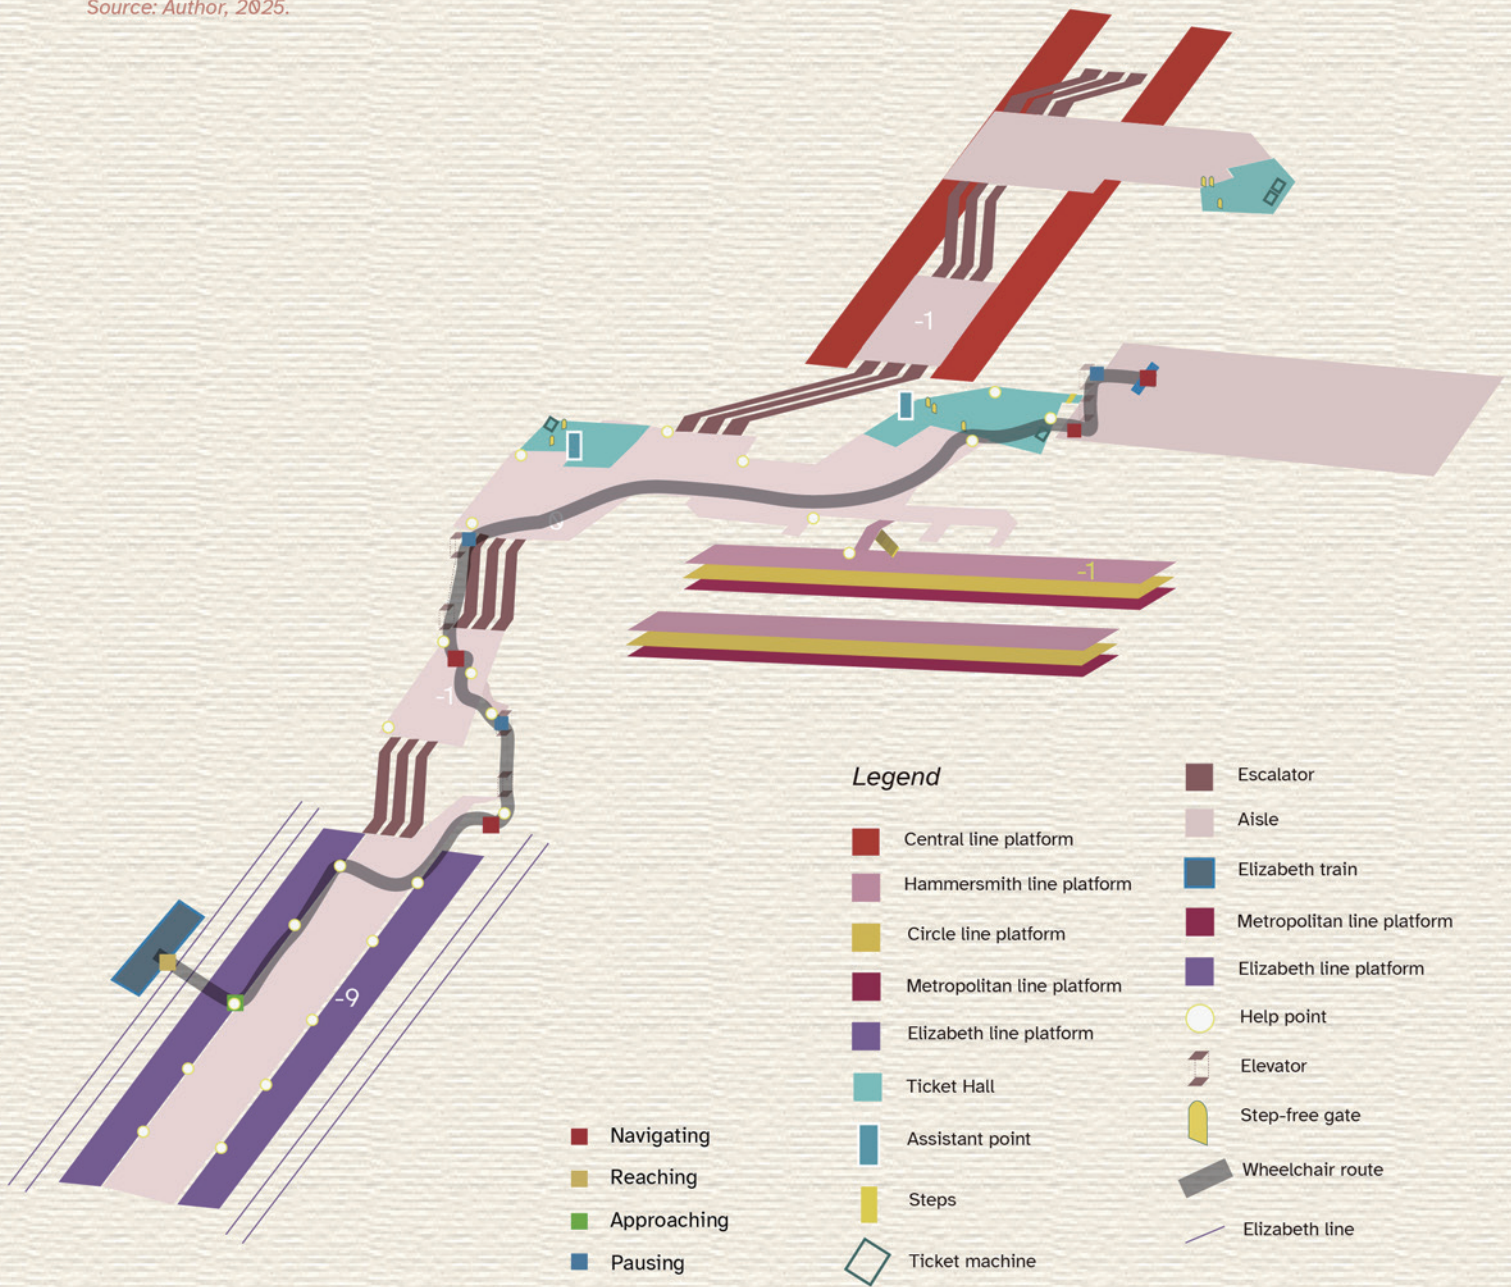 Source: Author, 2025.
-1
0
-1
-1
-9
Legend
Central line platform
Hammersmith line platform
Circle line platform
Metropolitan line platform
Elizabeth line platform
Ticket Hall
Assistant point
Steps
Ticket machine
Escalator
Aisle
Elizabeth train
Metropolitan line platform
Elizabeth line platform
Help point
Elevator
Step-free gate
Wheelchair route
Elizabeth line
Navigating
Reaching
Approaching
Pausing